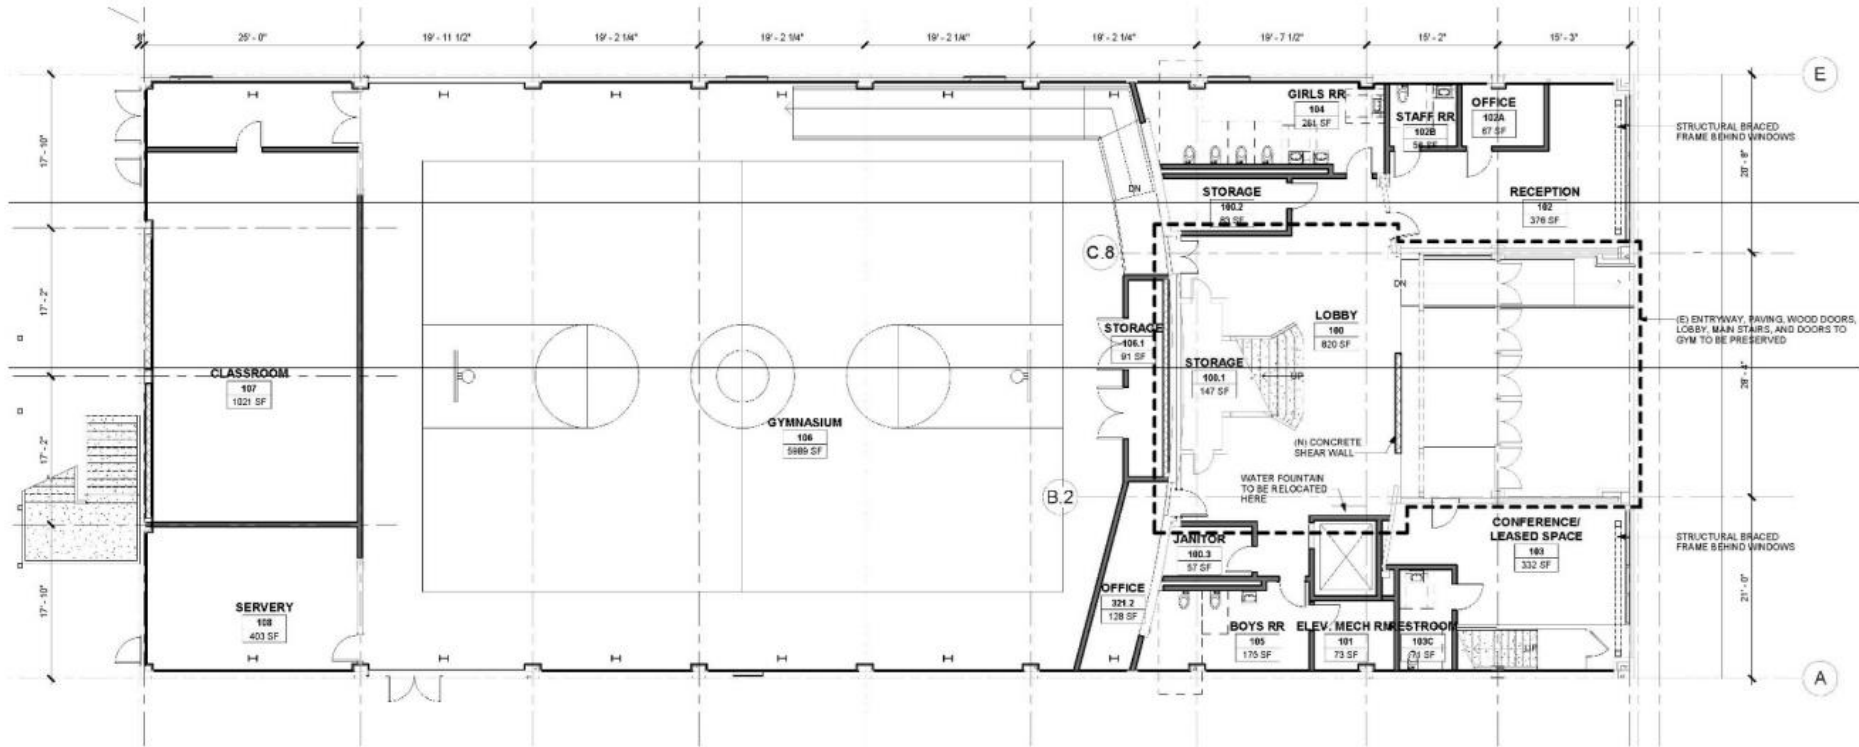 8"
25' - 0"
19' - 11 1/2"
19' - 2 1/4"
19' - 2 1/4"
19' - 2 1/4"
19' - 2 1/4"
19' - 7 1/2"
15' - 2"
15' - 3"
E
GIRLS RR
104
261 SF
STAFF RR
102B
OFFICE
102A
67 SF
STRUCTURAL BRACED
FRAME BEHIND WINDOWS
17' - 10"
20' - 8"
DN
STORAGE
100.2
83 SF
RECEPTION
102
376 SF
C.8
17' - 2"
DN
STORAGE
106.1
91 SF
LOBBY
100
820 SF
(E) ENTRYWAY, PAVING, WOOD DOORS,
LOBBY, MAIN STAIRS, AND DOORS TO
GYM TO BE PRESERVED
CLASSROOM
107
1021 SF
STORAGE
100.1
147 SF
UP
28' - 4"
GYMNASIUM
106
5989 SF
(N) CONCRETE
SHEAR WALL
17' - 2"
WATER FOUNTAIN
TO BE RELOCATED
HERE
B.2
JANITOR
100.3
57 SF
CONFERENCE/
LEASED SPACE
103
332 SF
STRUCTURAL BRACED
FRAME BEHIND WINDOWS
17' - 10"
21' - 0"
SERVERY
108
403 SF
OFFICE
321.2
128 SF
BOYS RR
105
175 SF
ELEV. MECH RM
101
73 SF
RESTROOM
103C
71 SF
UP
A